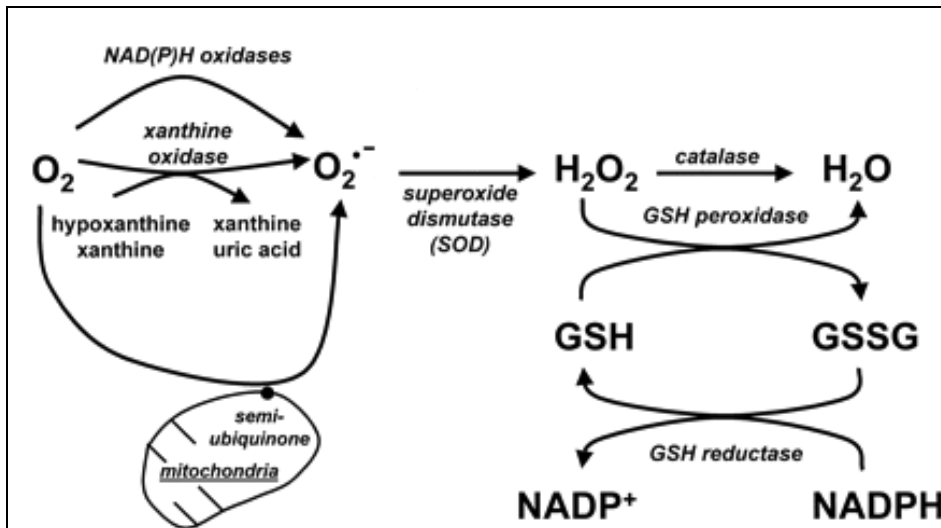 NAD(P)H oxidases
xanthine
oxidase
O₂
O₂·⁻
hypoxanthine
xanthine
xanthine
uric acid
superoxide
dismutase
(SOD)
H₂O₂
catalase
H₂O
GSH peroxidase
GSH
GSSG
semi-
ubiquinone
mitochondria
GSH reductase
NADP⁺
NADPH